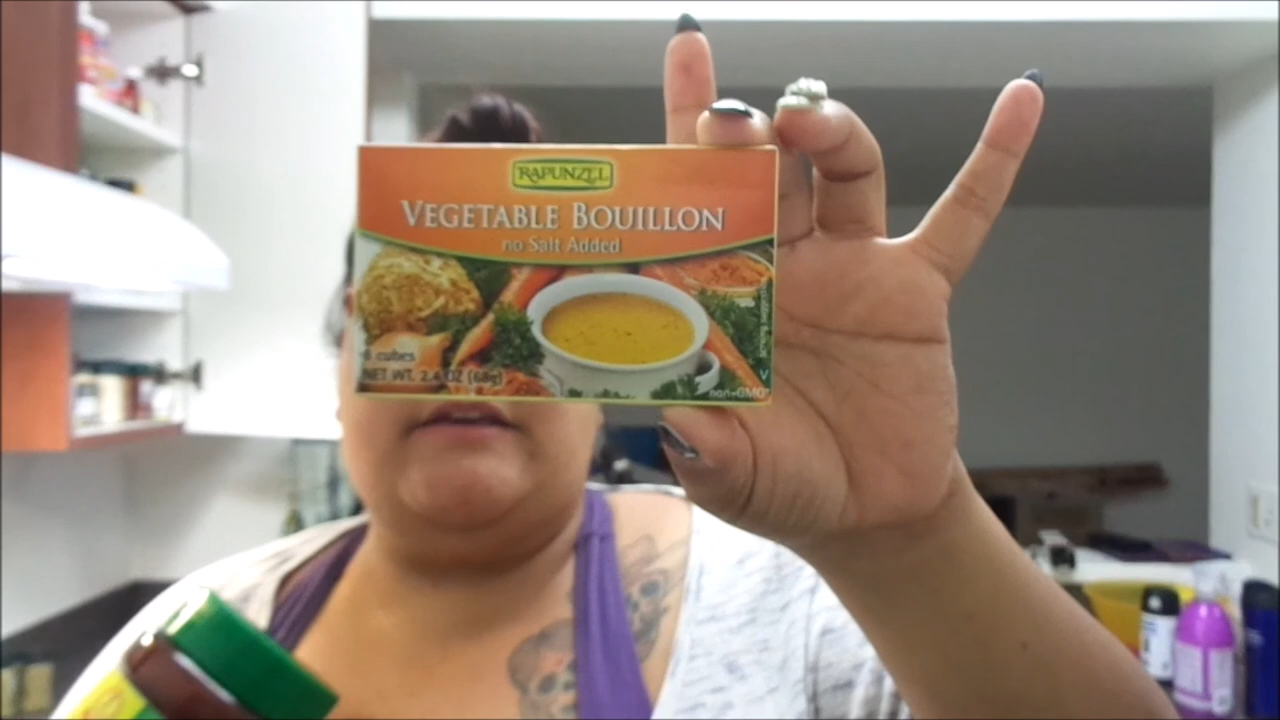 RAPUNZEL
VEGETABLE BOUILLON
no Salt Added
8 cubes
NET WT. 2.4 OZ (68g)
non-GMO*
V